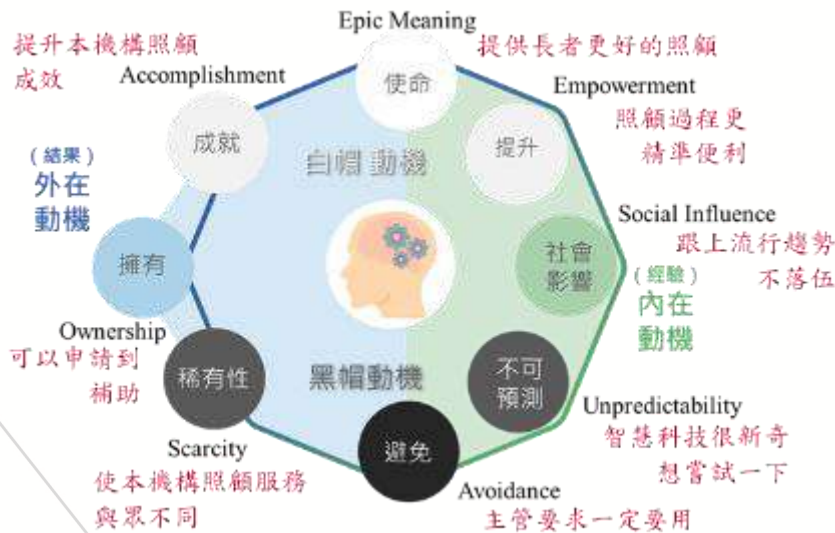 Epic Meaning
使命
提供長者更好的照顧
提升本機構照顧
成效
Accomplishment
成就
Empowerment
提升
照顧過程更
精準便利
白帽 動機
(結果)
外在
動機
擁有
Ownership
可以申請到
補助
Social Influence
社會
影響
跟上流行趨勢
不落伍
(經驗)
內在
動機
黑帽動機
稀有性
Scarcity
使本機構照顧服務
與眾不同
不可
預測
Unpredictability
智慧科技很新奇
想嘗試一下
避免
Avoidance
主管要求一定要用